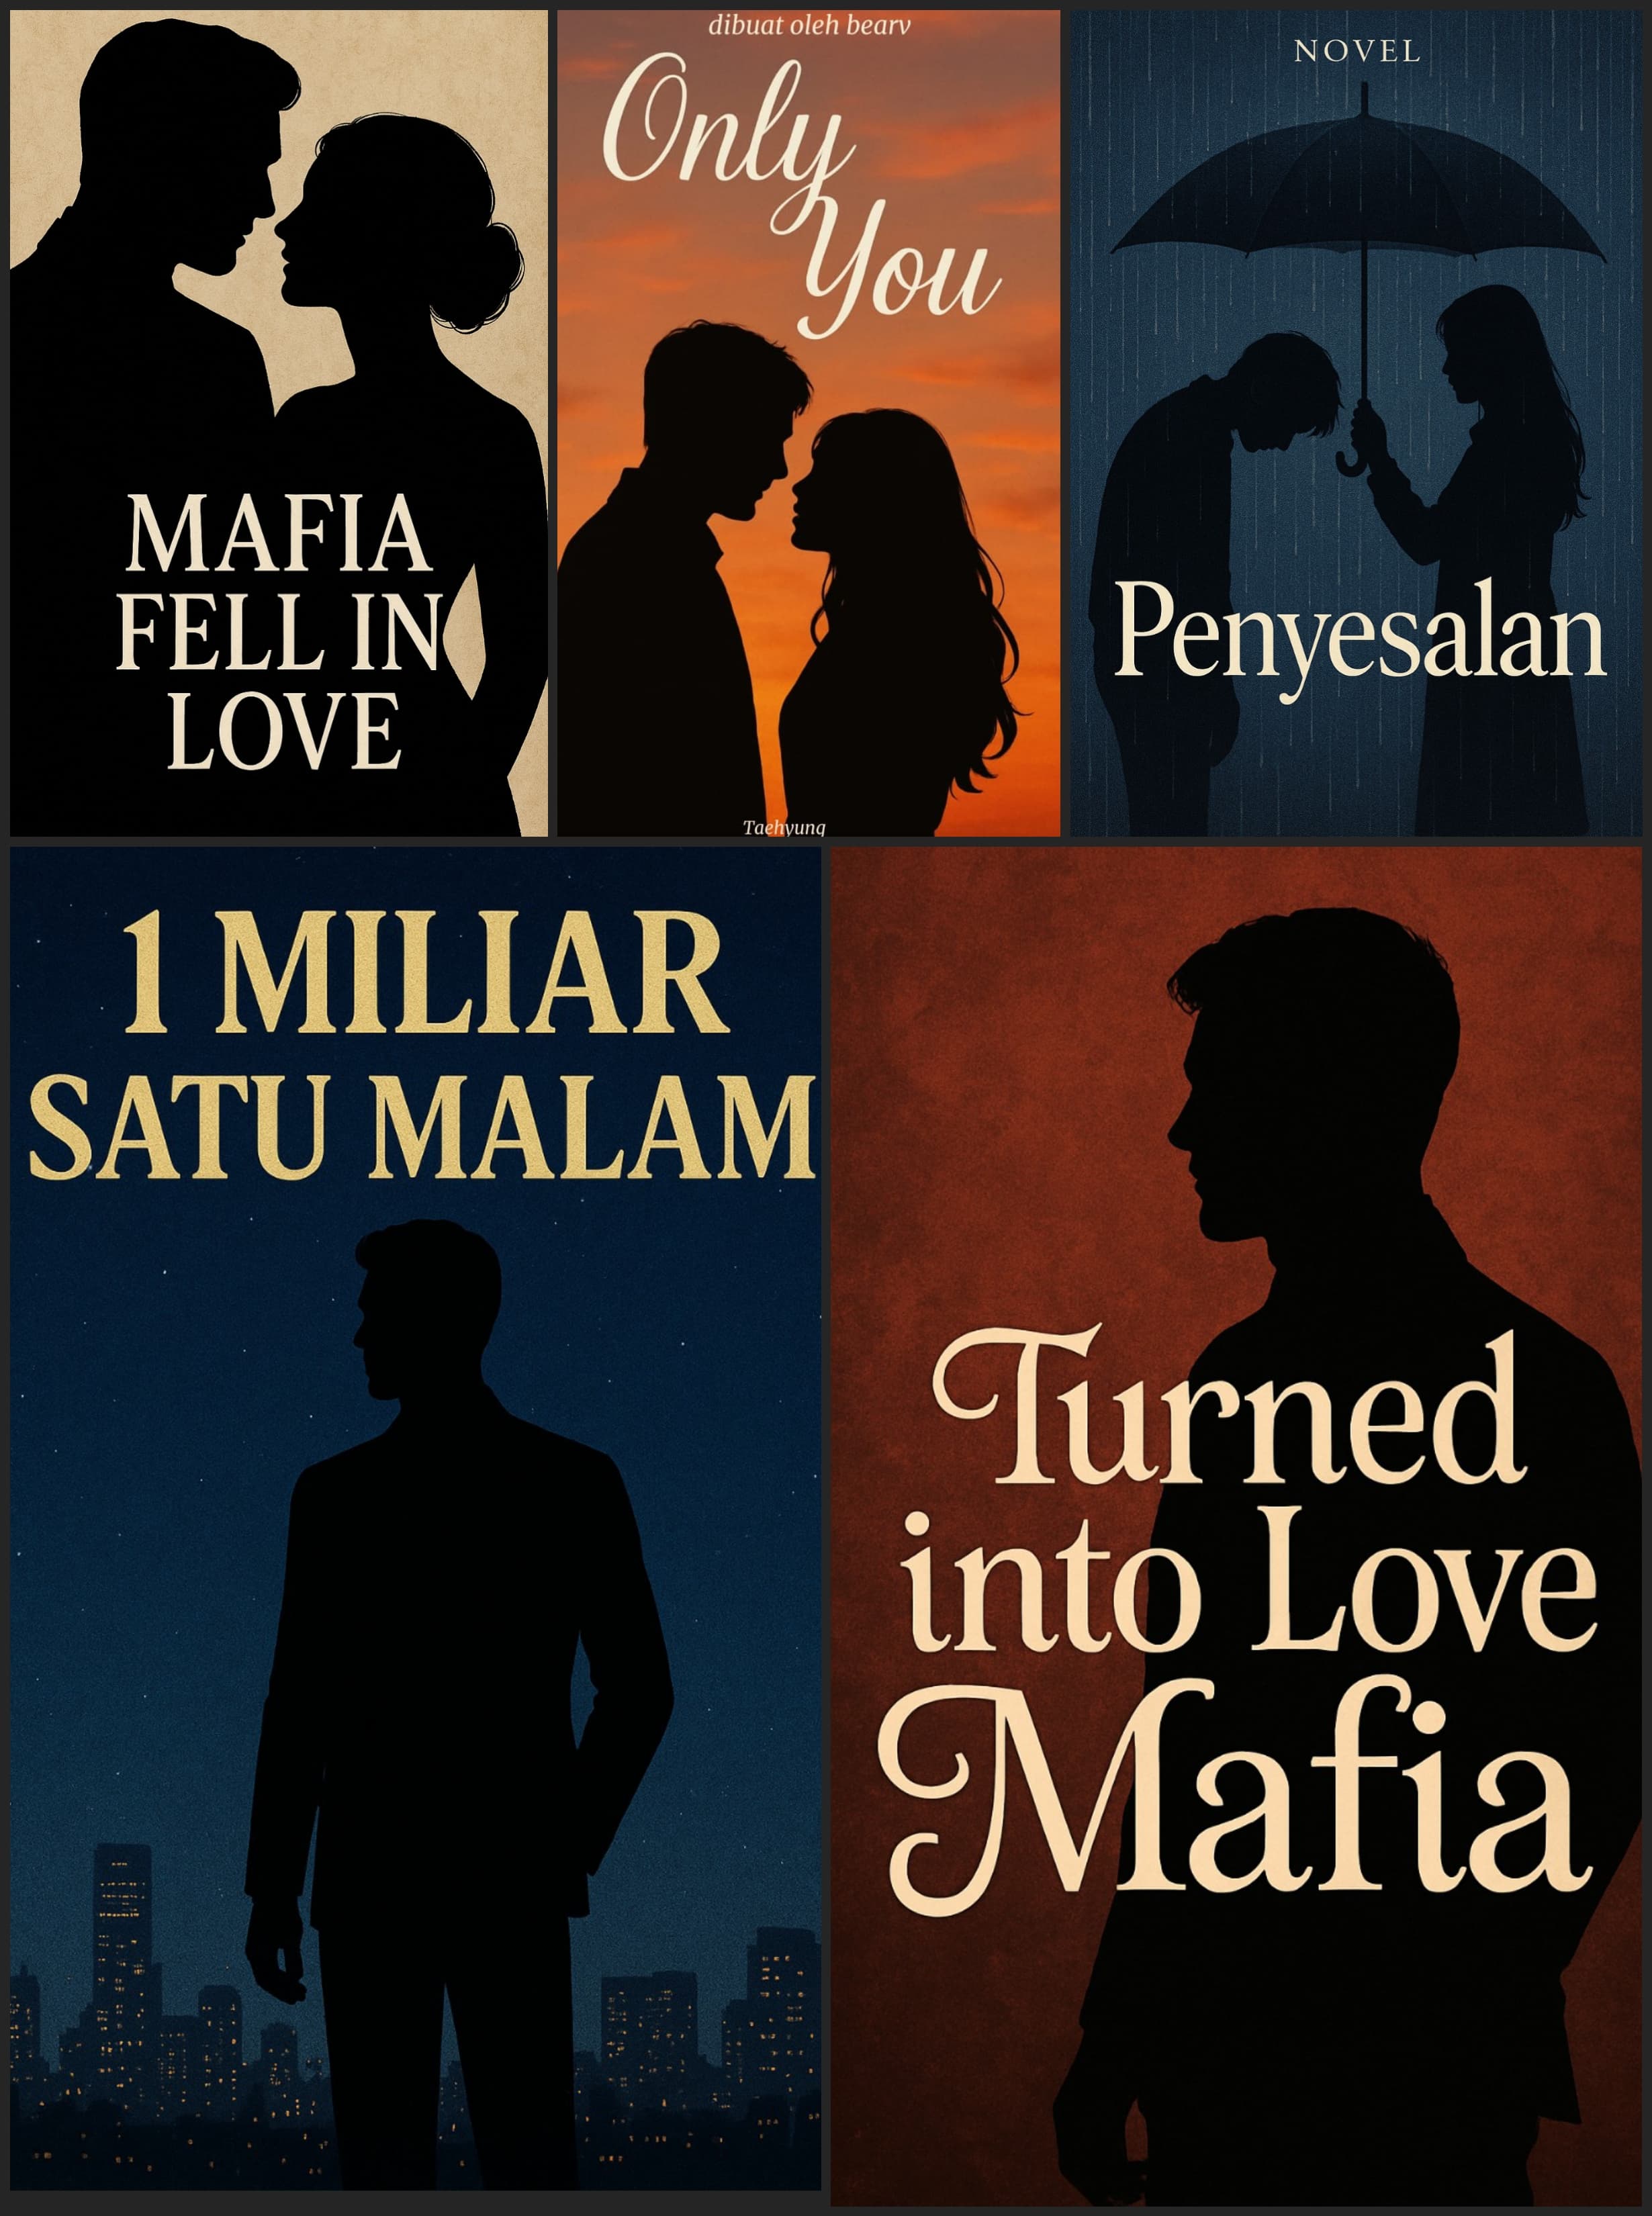 MAFIA
FELL IN
LOVE
dibuat oleh bearv
Only
You
Taehyung
NOVEL
Penyesalan
1 MILIAR
SATU MALAM
Turned
into Love
Mafia